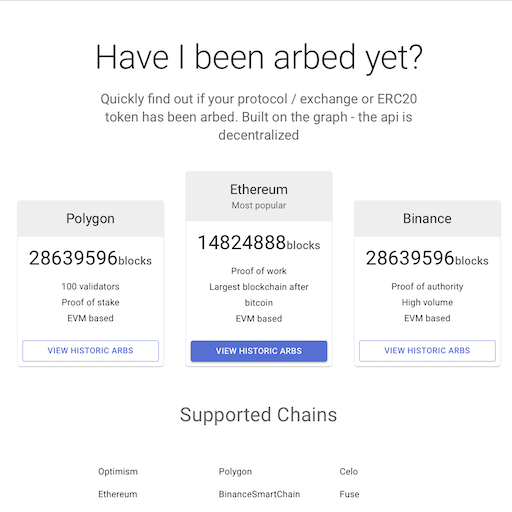 Have I been arbed yet?
Quickly find out if your protocol / exchange or ERC20
token has been arbed. Built on the graph - the api is
decentralized
Polygon
28639596blocks
100 validators
Proof of stake
EVM based
VIEW HISTORIC ARBS
Ethereum
Most popular
14824888blocks
Proof of work
Largest blockchain after
bitcoin
EVM based
VIEW HISTORIC ARBS
Binance
28639596blocks
Proof of authority
High volume
EVM based
VIEW HISTORIC ARBS
Supported Chains
Optimism Polygon Celo
Ethereum BinanceSmartChain Fuse